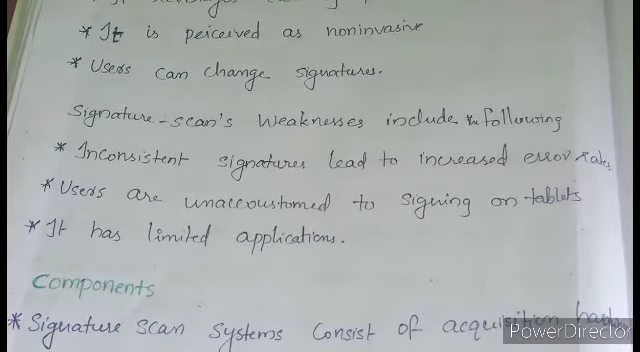 * It is perceived as noninvasive
* Users can change signatures.
Signature-scan's weaknesses include the following
* Inconsistent signatures lead to increased error rates
* Users are unaccoustomed to signing on tablets
* It has limited applications.
Components
* Signature scan systems consist of acquisition
PowerDirector